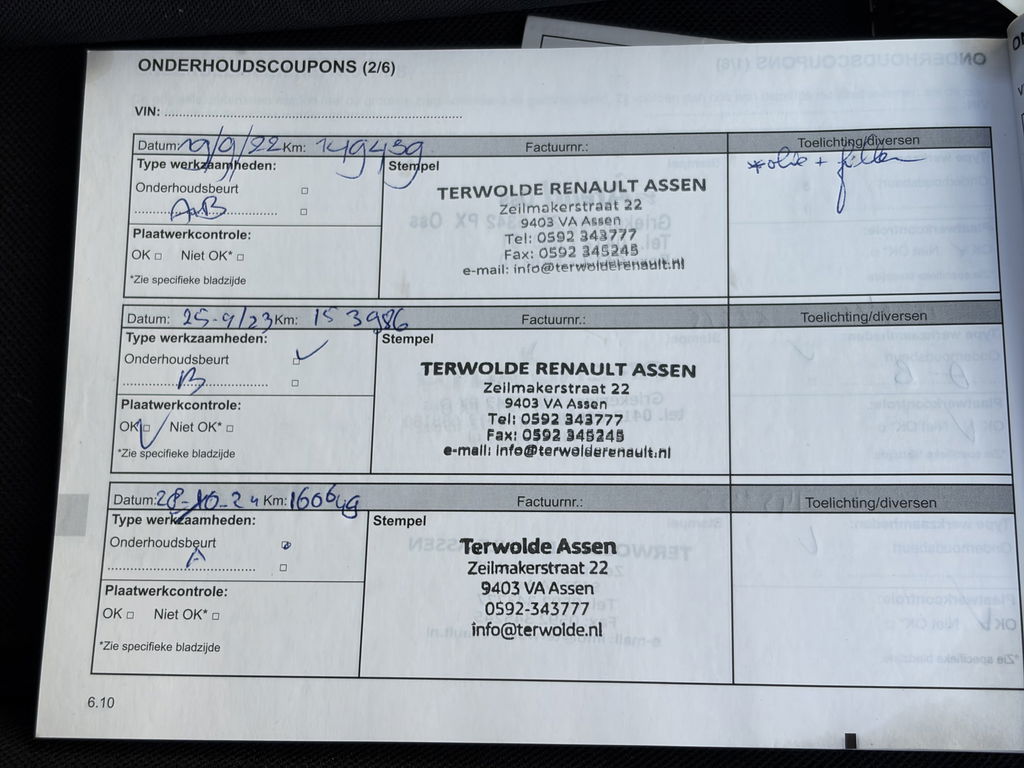 ONDERHOUDSCOUPONS (2/6)
VIN:
Datum: 19/9/22 Km: 149439 Factuurnr.: Toelichting/diversen
Type werkzaamheden: Stempel *olie + filter
Onderhoudsbeurt □ TERWOLDE RENAULT ASSEN
A+B □ Zeilmakerstraat 22
9403 VA Assen
Plaatwerkcontrole: Tel: 0592 343777
OK □ Niet OK* □ Fax: 0592 345245
e-mail: info@terwolderenault.nl
*Zie specifieke bladzijde
Datum: 25-9/23 Km: 153986 Factuurnr.: Toelichting/diversen
Type werkzaamheden: Stempel
Onderhoudsbeurt □ TERWOLDE RENAULT ASSEN
B □ Zeilmakerstraat 22
9403 VA Assen
Plaatwerkcontrole: Tel: 0592 343777
OK □ Niet OK* □ Fax: 0592 345245
*Zie specifieke bladzijde e-mail: info@terwolderenault.nl
Datum: 28-10-24 Km: 160649 Factuurnr.: Toelichting/diversen
Type werkzaamheden: Stempel
Onderhoudsbeurt □ Terwolde Assen
A □ Zeilmakerstraat 22
Plaatwerkcontrole: 9403 VA Assen
OK □ Niet OK* □ 0592-343777
info@terwolde.nl
*Zie specifieke bladzijde
6.10